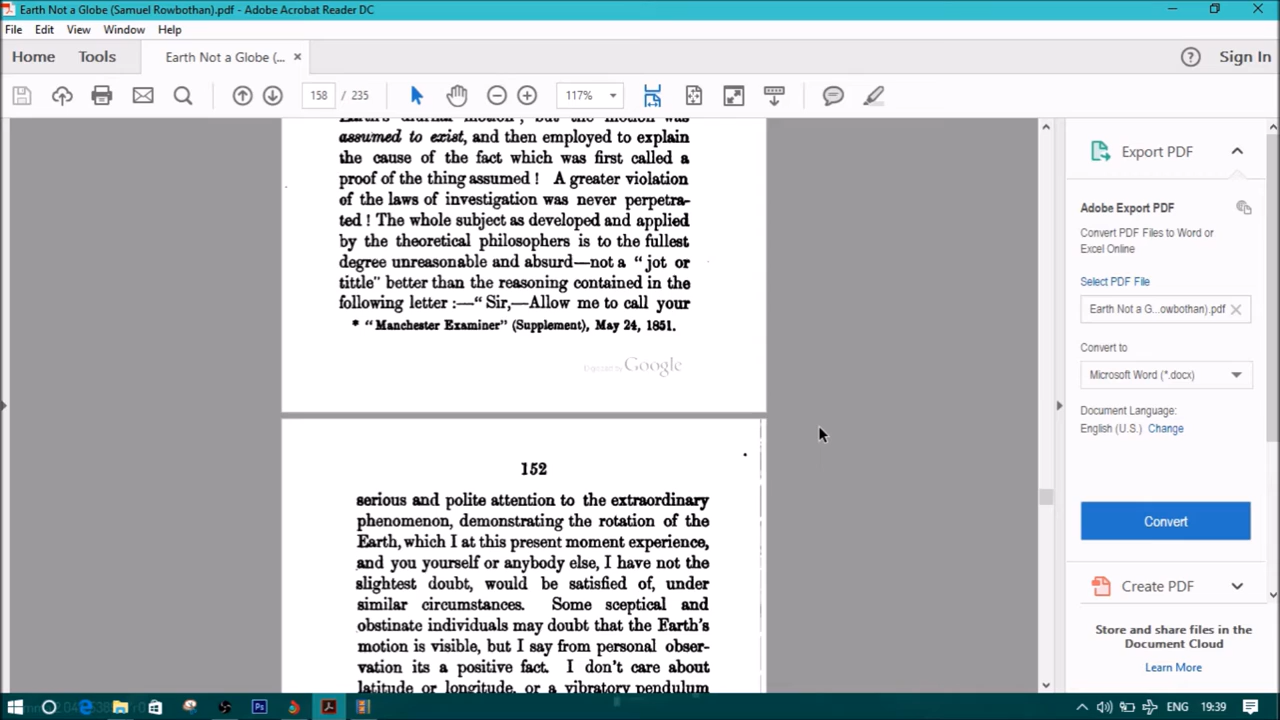 Earth Not a Globe (Samuel Rowbothan).pdf - Adobe Acrobat Reader DC
File Edit View Window Help
Home Tools Earth Not a Globe (... × Sign In
158 / 235 117%
Earth's diurnal motion; but the motion was
assumed to exist, and then employed to explain
the cause of the fact which was first called a
proof of the thing assumed ! A greater violation
of the laws of investigation was never perpetra-
ted ! The whole subject as developed and applied
by the theoretical philosophers is to the fullest
degree unreasonable and absurd—not a "jot or
tittle" better than the reasoning contained in the
following letter :—"Sir,—Allow me to call your
* "Manchester Examiner" (Supplement), May 24, 1851.
Digitized by Google
152
serious and polite attention to the extraordinary
phenomenon, demonstrating the rotation of the
Earth, which I at this present moment experience,
and you yourself or anybody else, I have not the
slightest doubt, would be satisfied of, under
similar circumstances. Some sceptical and
obstinate individuals may doubt that the Earth's
motion is visible, but I say from personal obser-
vation its a positive fact. I don't care about
latitude or longitude, or a vibratory pendulum
Export PDF
Adobe Export PDF
Convert PDF Files to Word or
Excel Online
Select PDF File
Earth Not a G...owbothan).pdf ×
Convert to
Microsoft Word (*.docx)
Document Language:
English (U.S.) Change
Convert
Create PDF
Store and share files in the
Document Cloud
Learn More
ENG 19:39